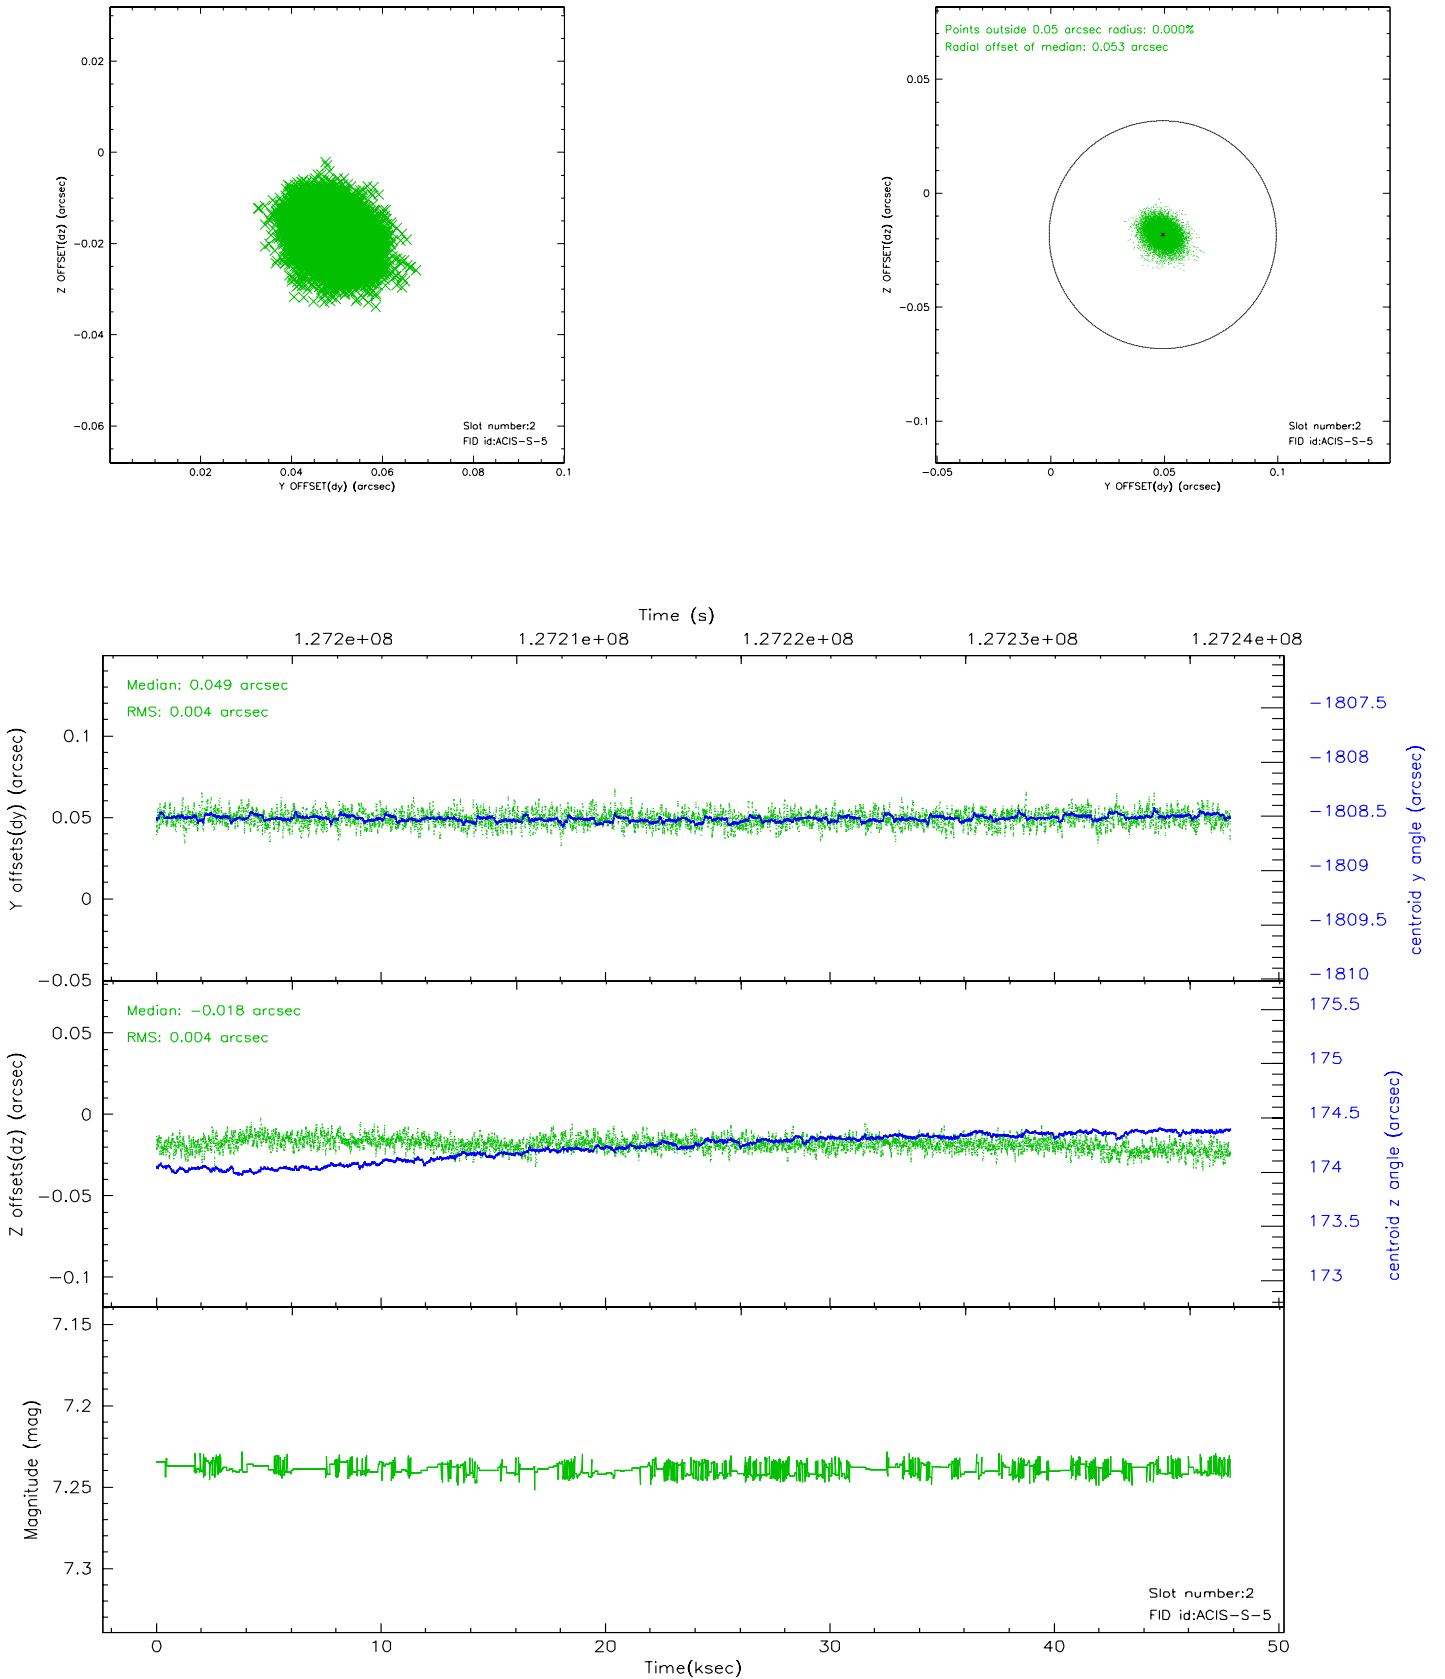 0.02
0
-0.02
-0.04
-0.06
Z OFFSET(dz) (arcsec)
Slot number:2
FID id:ACIS-S-5
0.02 0.04 0.06 0.08 0.1
Y OFFSET(dy) (arcsec)
Points outside 0.05 arcsec radius: 0.000%
Radial offset of median: 0.053 arcsec
0.05
0
-0.05
-0.1
Z OFFSET(dz) (arcsec)
Slot number:2
FID id:ACIS-S-5
-0.05 0 0.05 0.1
Y OFFSET(dy) (arcsec)
Time (s)
1.272e+08 1.2721e+08 1.2722e+08 1.2723e+08 1.2724e+08
Median: 0.049 arcsec
RMS: 0.004 arcsec
0.1
0.05
0
-0.05
Y offsets(dy) (arcsec)
-1807.5
-1808
-1808.5
-1809
-1809.5
-1810
centroid y angle (arcsec)
Median: -0.018 arcsec
RMS: 0.004 arcsec
0.05
0
-0.05
-0.1
Z offsets(dz) (arcsec)
175.5
175
174.5
174
173.5
173
centroid z angle (arcsec)
7.15
7.2
7.25
7.3
Magnitude (mag)
Slot number:2
FID id:ACIS-S-5
0 10 20 30 40 50
Time(ksec)